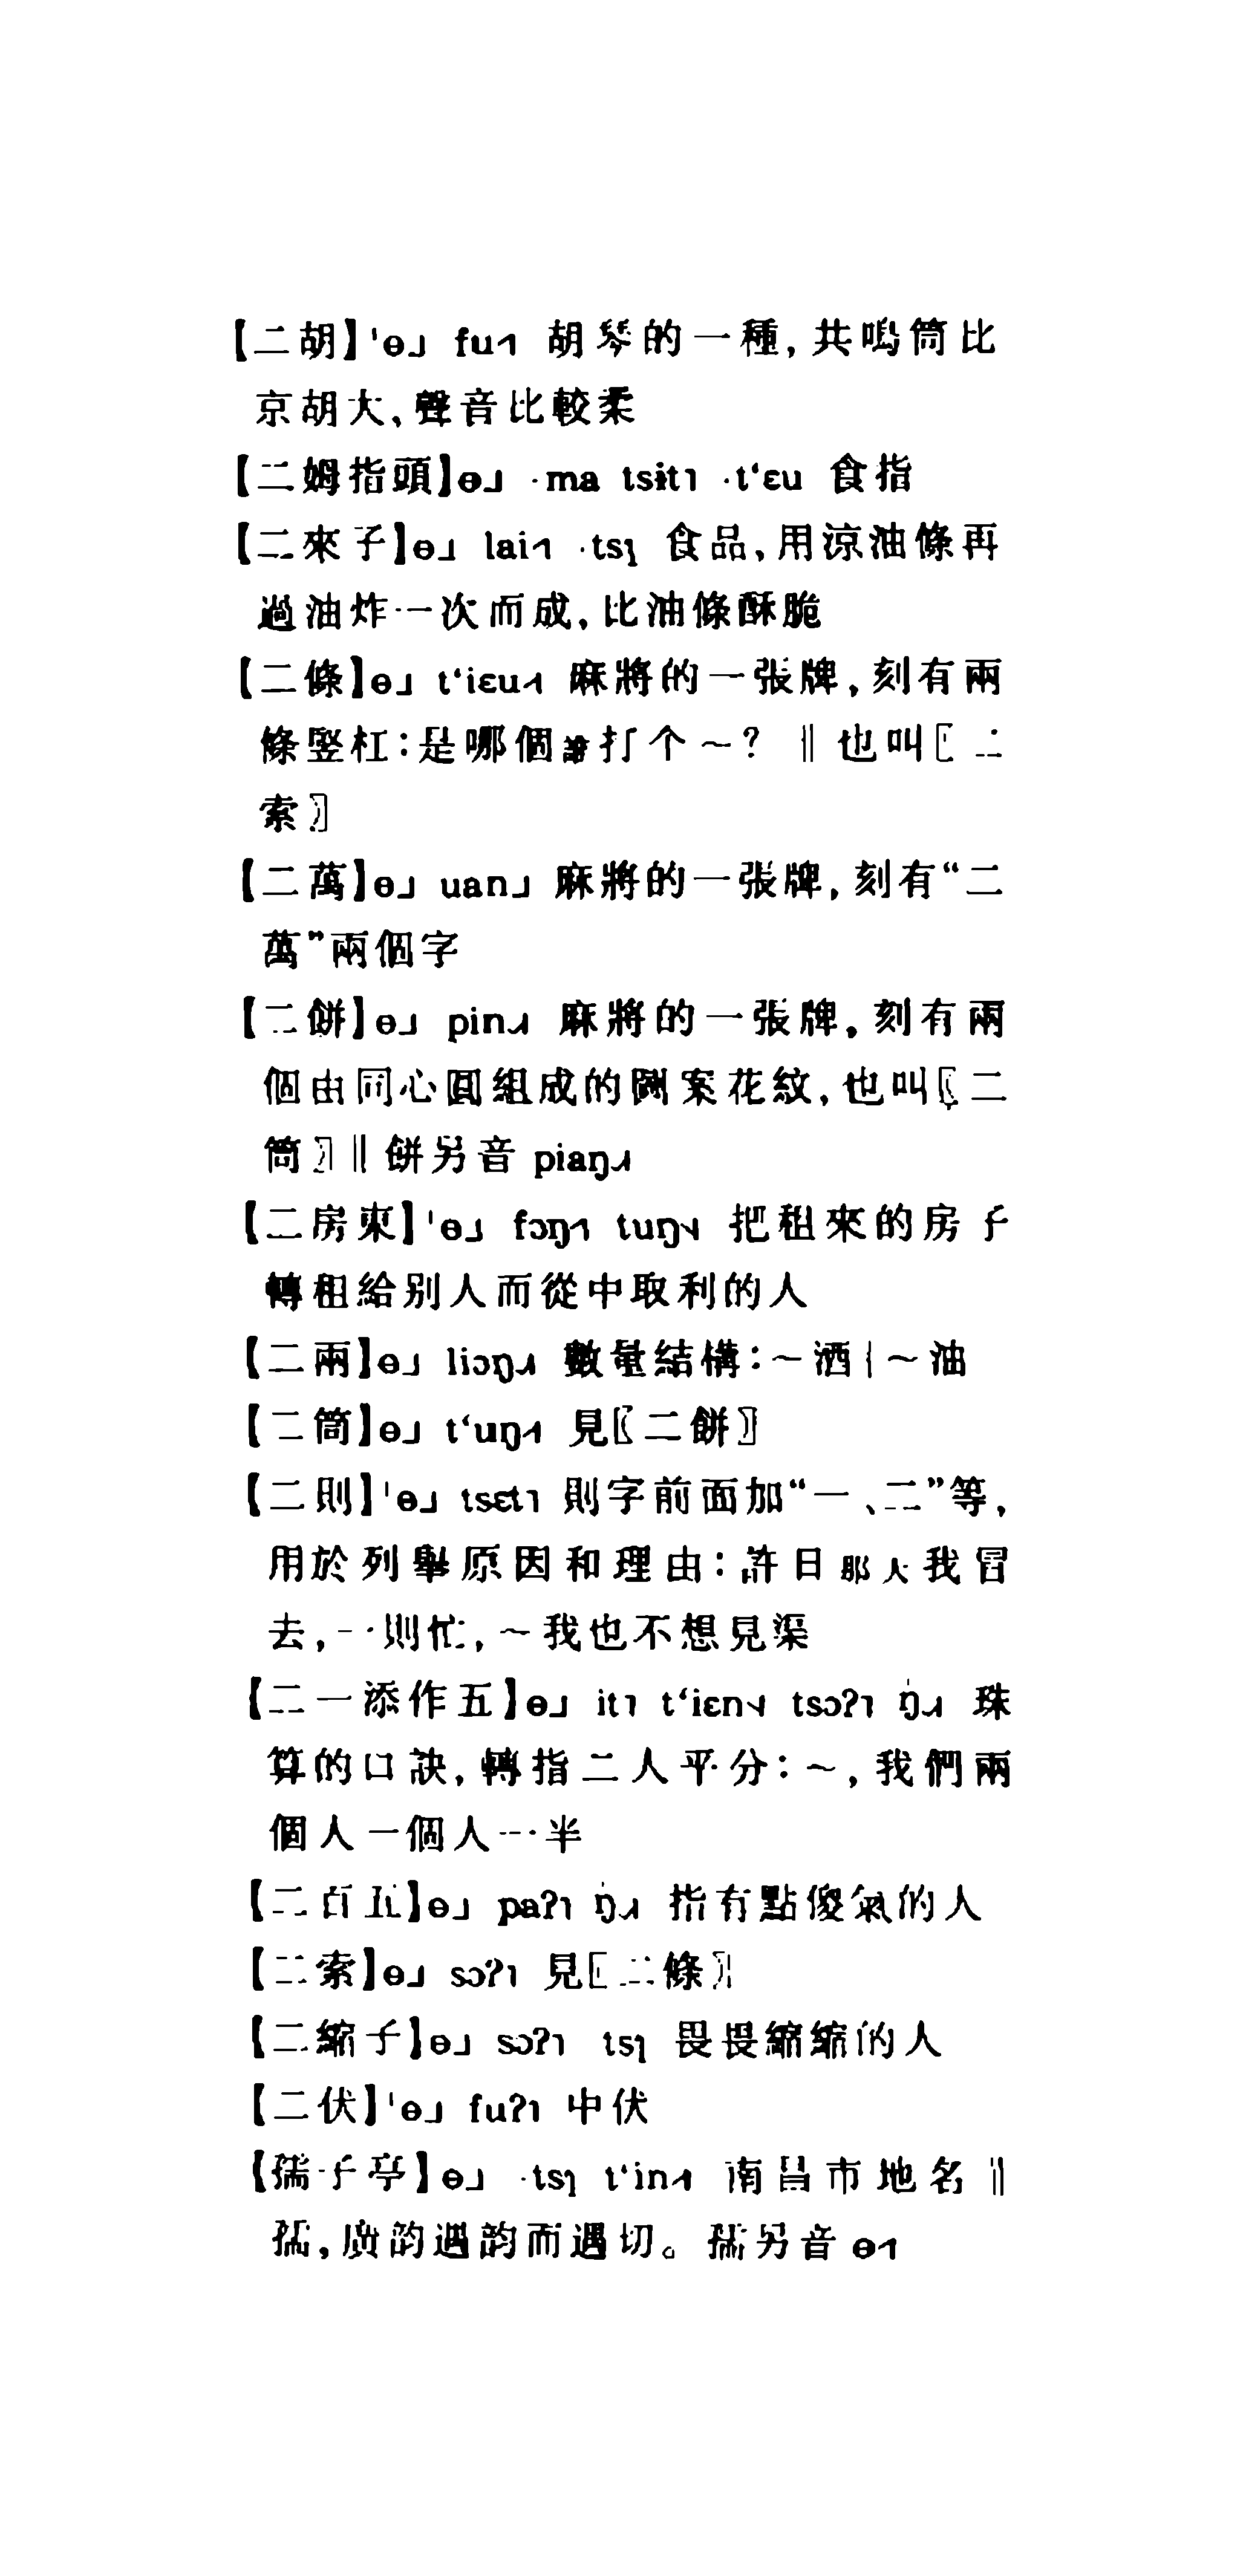 【二胡】ˈɵ˩ fu˧˥ 胡琴的一種，共鳴筒比
京胡大，聲音比較柔
【二姆指頭】ɵ˩ ·ma tsɨt˥ ·t‘ɛu 食指
【二來子】ɵ˩ lai˧˥ ·tsɿ 食品，用涼油條再
過油炸一次而成，比油條酥脆
【二條】ɵ˩ t‘iɛu˧˥ 麻將的一張牌，刻有兩
條竪杠：是哪個打个～？ ‖也叫〖二
索〗
【二萬】ɵ˩ uan˩ 麻將的一張牌，刻有“二
萬”兩個字
【二餅】ɵ˩ pin˨˩˧ 麻將的一張牌，刻有兩
個由同心圓組成的圖案花紋，也叫〖二
筒〗‖餅另音 piaŋ˨˩˧
【二房東】ˈɵ˩ fɔŋ˧˥ tuŋ˦˨ 把租來的房子
轉租給别人而從中取利的人
【二兩】ɵ˩ liɔŋ˨˩˧ 數量結構：～洒｜～油
【二筒】ɵ˩ t‘uŋ˧˥ 見〖二餅〗
【二則】ˈɵ˩ tsɛt˥ 則字前面加“一、二”等，
用於列舉原因和理由：許日那天我冒
去，一則忙，～我也不想見渠
【二一添作五】ɵ˩ it˥ t‘iɛn˦˨ tsɔʔ˥ ŋ̍˨˩˧ 珠
算的口訣，轉指二人平分：～，我們兩
個人一個人一半
【二百五】ɵ˩ paʔ˥ ŋ̍˨˩˧ 指有點傻氣的人
【二索】ɵ˩ sɔʔ˥ 見〖二條〗
【二縮子】ɵ˩ sɔʔ˥ tsɿ 畏畏縮縮的人
【二伏】ˈɵ˩ fuʔ˥ 中伏
【孺子亭】ɵ˩ ·tsɿ t‘in˧˥ 南昌市地名‖
孺，廣韵遇韵而遇切。孺另音 ɵ˧˥